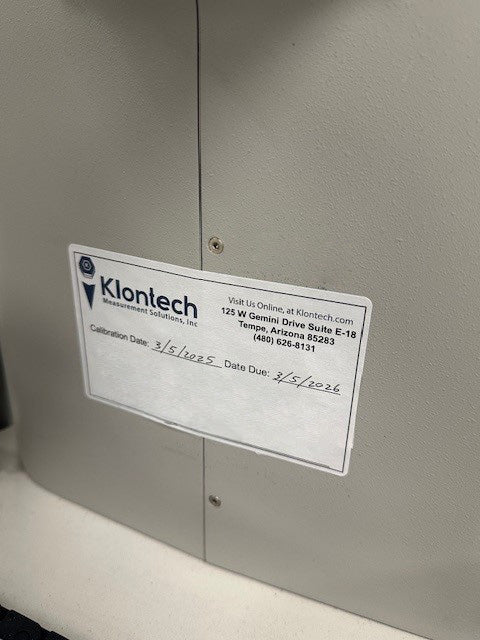 Klontech
Measurement Solutions, Inc
Visit Us Online, at Klontech.com
125 W Gemini Drive Suite E-18
Tempe, Arizona 85283
(480) 626-8131
Calibration Date: 3/5/2025 Date Due: 3/5/2026